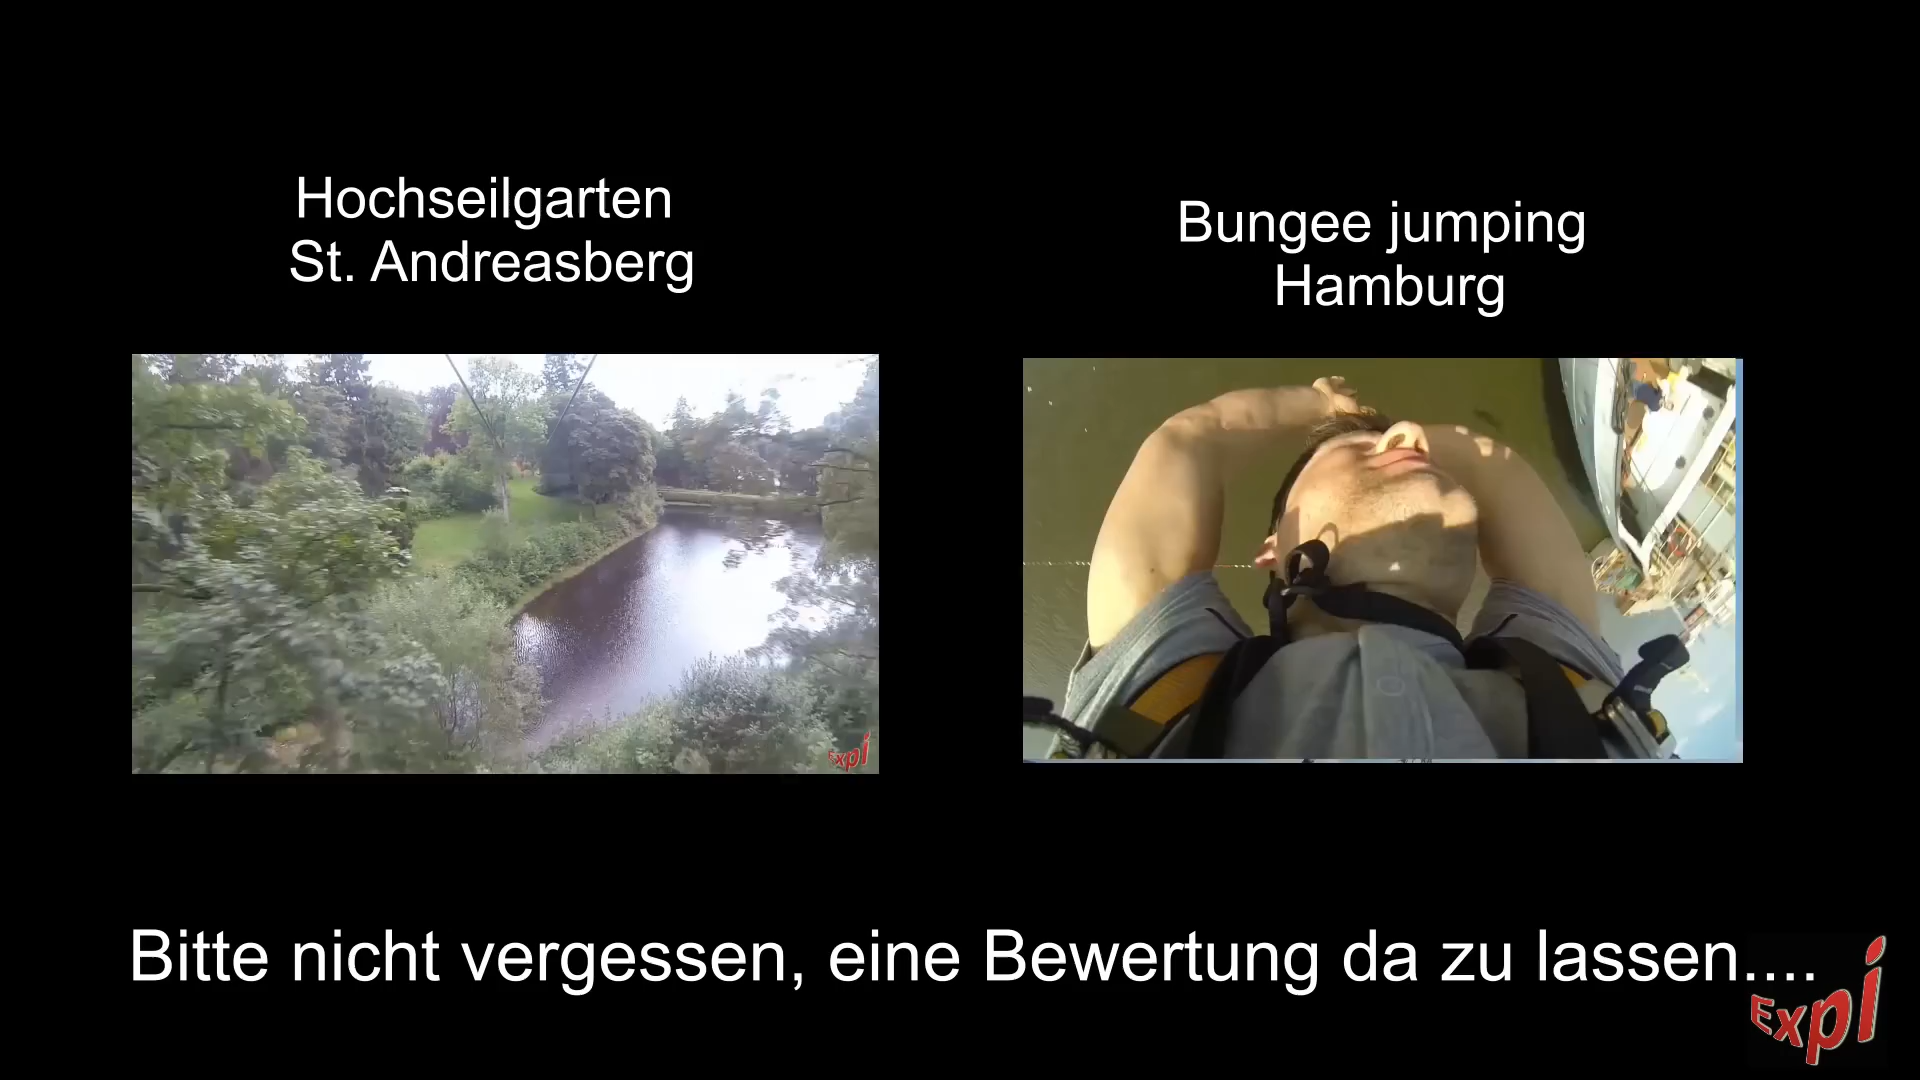 Hochseilgarten
St. Andreasberg
Bungee jumping
Hamburg
Expi
Bitte nicht vergessen, eine Bewertung da zu lassen....
Expi